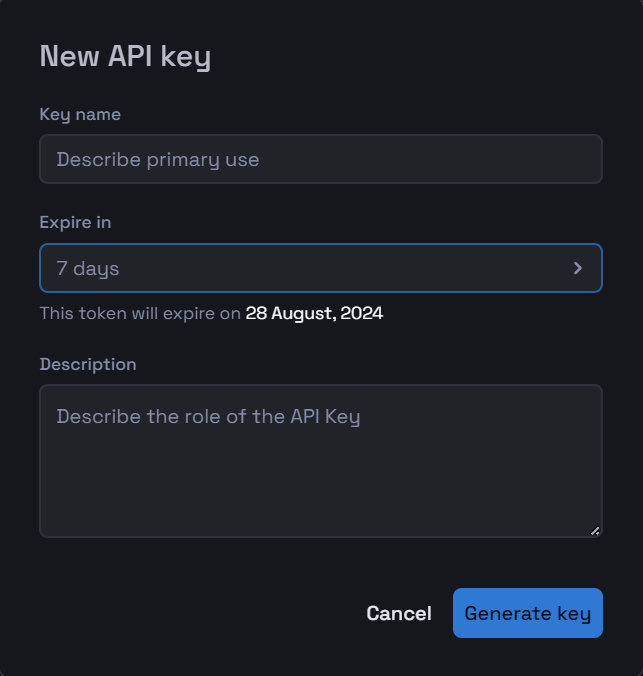 New API key
Key name
Describe primary use
Expire in
7 days
This token will expire on 28 August, 2024
Description
Describe the role of the API Key
Cancel
Generate key